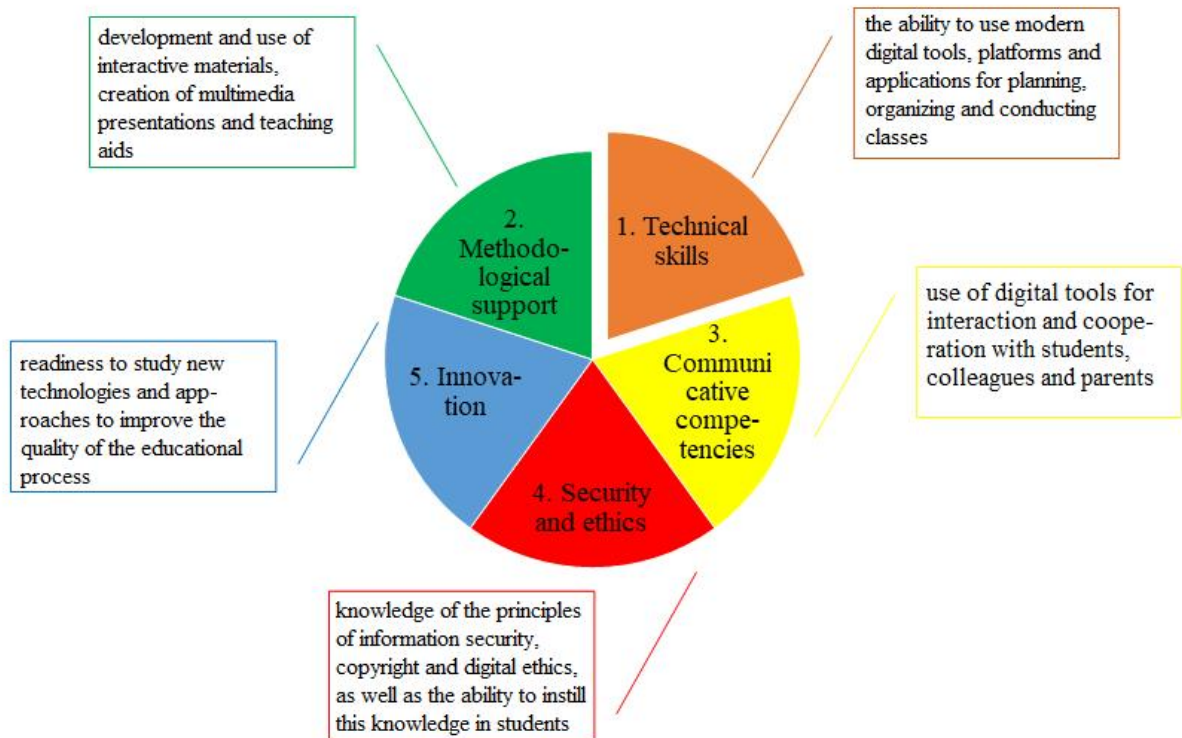 development and use of
interactive materials,
creation of multimedia
presentations and teaching
aids
the ability to use modern
digital tools, platforms and
applications for planning,
organizing and conducting
classes
2.
Methodo-
logical
support
1. Technical
skills
use of digital tools for
interaction and coope-
ration with students,
colleagues and parents
3.
Communi
cative
compe-
tencies
readiness to study new
technologies and app-
roaches to improve the
quality of the educational
process
5. Innova-
tion
4. Security
and ethics
knowledge of the principles
of information security,
copyright and digital ethics,
as well as the ability to instill
this knowledge in students